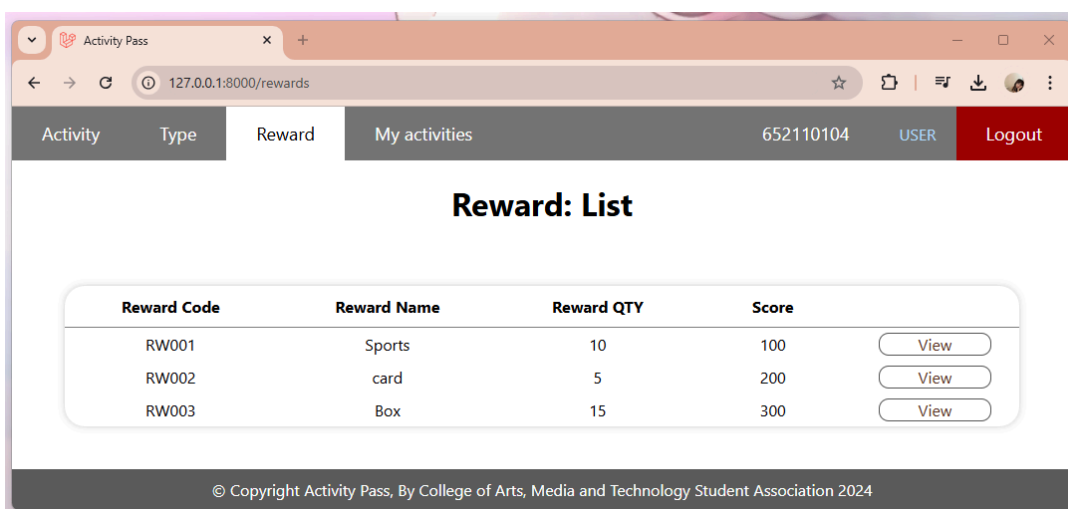 Activity Pass
127.0.0.1:8000/rewards
Activity Type Reward My activities 652110104 USER Logout
Reward: List
Reward Code Reward Name Reward QTY Score
RW001 Sports 10 100 View
RW002 card 5 200 View
RW003 Box 15 300 View
© Copyright Activity Pass, By College of Arts, Media and Technology Student Association 2024